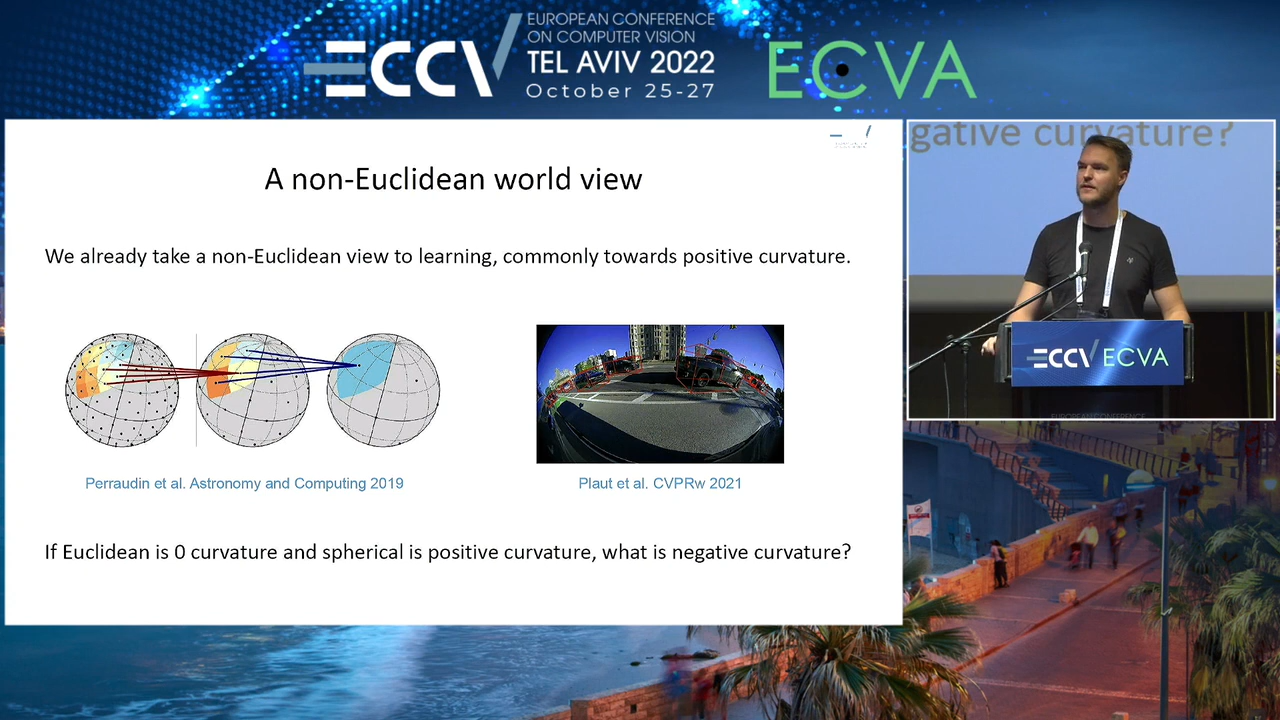 ECCV
EUROPEAN CONFERENCE
ON COMPUTER VISION
TEL AVIV 2022
October 25-27
ECVA
A non-Euclidean world view
We already take a non-Euclidean view to learning, commonly towards positive curvature.
Perraudin et al. Astronomy and Computing 2019
Plaut et al. CVPRw 2021
If Euclidean is 0 curvature and spherical is positive curvature, what is negative curvature?
gative curvature?
ECCV ECVA
EUROPEAN CONFERENCE